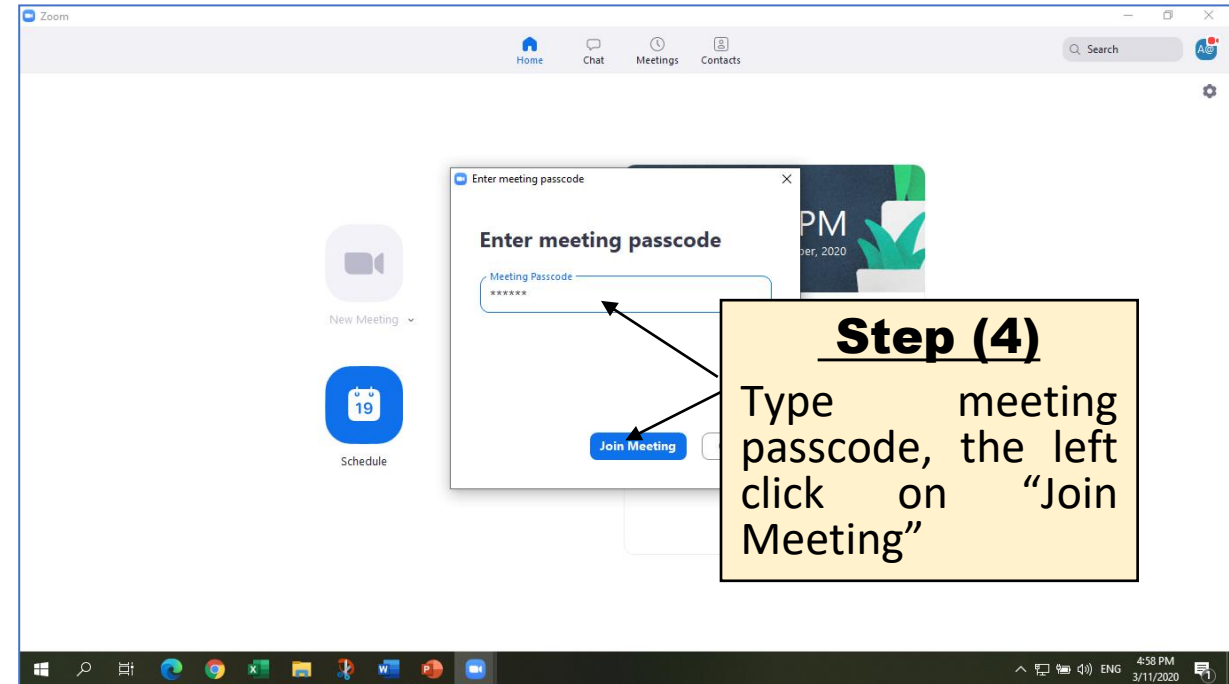 Zoom
Home Chat Meetings Contacts
Search
A@
Enter meeting passcode
PM
2020
Enter meeting passcode
Meeting Passcode
******
New Meeting
Step (4)
Type meeting
passcode, the left
click on “Join
Meeting”
19
Join Meeting
Schedule
ENG
4:58 PM
3/11/2020
1